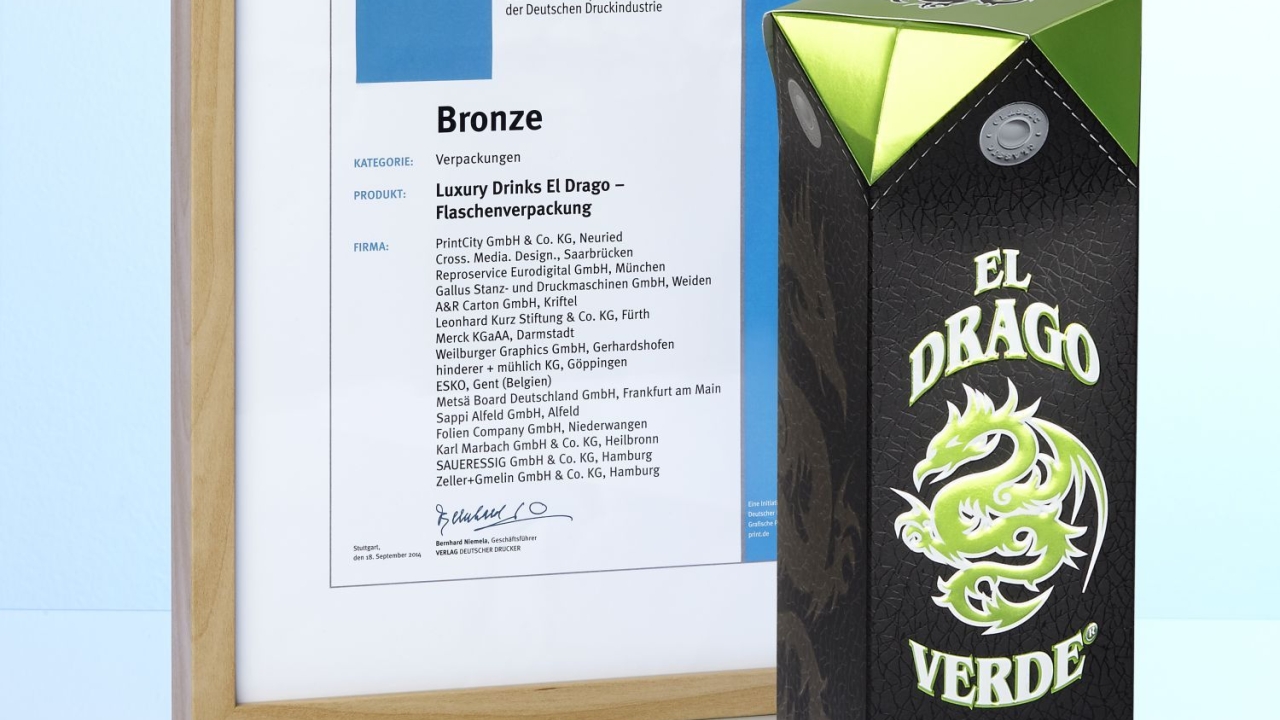 der Deutschen Druckindustrie
Bronze
KATEGORIE: Verpackungen
PRODUKT: Luxury Drinks El Drago –
Flaschenverpackung
FIRMA: PrintCity GmbH & Co. KG, Neuried
Cross. Media. Design., Saarbrücken
Reproservice Eurodigital GmbH, München
Gallus Stanz- und Druckmaschinen GmbH, Weiden
A&R Carton GmbH, Kriftel
Leonhard Kurz Stiftung & Co. KG, Fürth
Merck KGaAA, Darmstadt
Weilburger Graphics GmbH, Gerhardshofen
hinderer + mühlich KG, Göppingen
ESKO, Gent (Belgien)
Metsä Board Deutschland GmbH, Frankfurt am Main
Sappi Alfeld GmbH, Alfeld
Folien Company GmbH, Niederwangen
Karl Marbach GmbH & Co. KG, Heilbronn
SAUERESSIG GmbH & Co. KG, Hamburg
Zeller+Gmelin GmbH & Co. KG, Hamburg
Stuttgart,
den 18. September 2014
Bernhard Niemela, Geschäftsführer
VERLAG DEUTSCHER DRUCKER
Eine
Deutscher
Grafische
print.de
EL
DRAGO
VERDE®